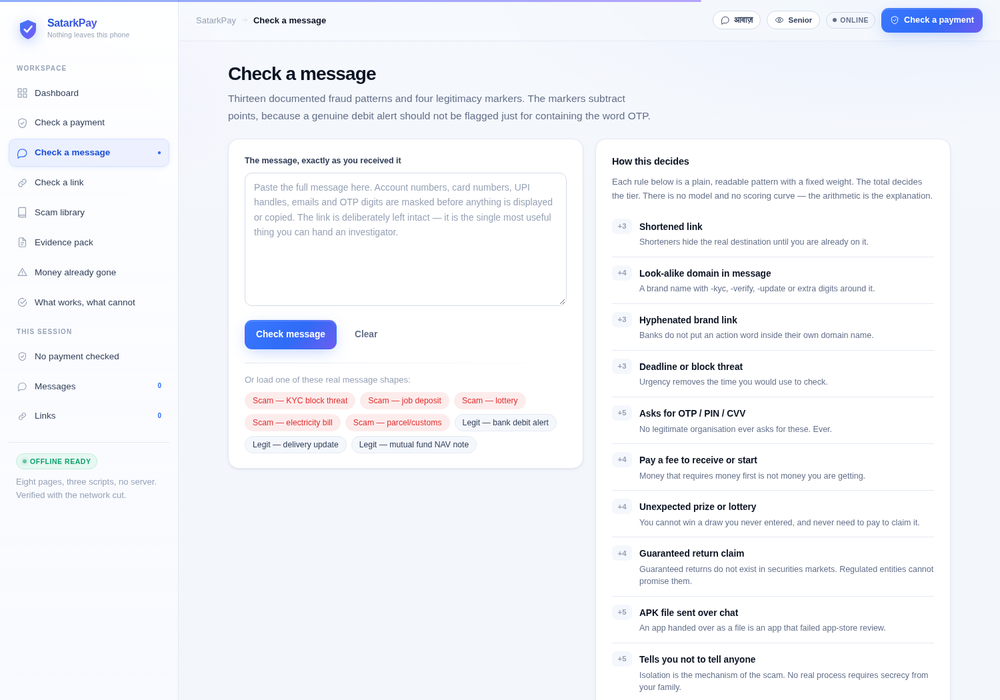 SatarkPay
Nothing leaves this phone
WORKSPACE
Dashboard
Check a payment
Check a message
Check a link
Scam library
Evidence pack
Money already gone
What works, what cannot
THIS SESSION
No payment checked
Messages 0
Links 0
OFFLINE READY
Eight pages, three scripts, no server.
Verified with the network cut.
SatarkPay → Check a message
आवाज़
Senior
ONLINE
Check a payment
Check a message
Thirteen documented fraud patterns and four legitimacy markers. The markers subtract
points, because a genuine debit alert should not be flagged just for containing the word OTP.
The message, exactly as you received it
Paste the full message here. Account numbers, card numbers, UPI
handles, emails and OTP digits are masked before anything is displayed
or copied. The link is deliberately left intact — it is the single most useful
thing you can hand an investigator.
Check message
Clear
Or load one of these real message shapes:
Scam — KYC block threat
Scam — job deposit
Scam — lottery
Scam — electricity bill
Scam — parcel/customs
Legit — bank debit alert
Legit — delivery update
Legit — mutual fund NAV note
How this decides
Each rule below is a plain, readable pattern with a fixed weight. The total decides
the tier. There is no model and no scoring curve — the arithmetic is the explanation.
+3 Shortened link
Shorteners hide the real destination until you are already on it.
+4 Look-alike domain in message
A brand name with -kyc, -verify, -update or extra digits around it.
+3 Hyphenated brand link
Banks do not put an action word inside their own domain name.
+3 Deadline or block threat
Urgency removes the time you would use to check.
+5 Asks for OTP / PIN / CVV
No legitimate organisation ever asks for these. Ever.
+4 Pay a fee to receive or start
Money that requires money first is not money you are getting.
+4 Unexpected prize or lottery
You cannot win a draw you never entered, and never need to pay to claim it.
+4 Guaranteed return claim
Guaranteed returns do not exist in securities markets. Regulated entities cannot
promise them.
+5 APK file sent over chat
An app handed over as a file is an app that failed app-store review.
+5 Tells you not to tell anyone
Isolation is the mechanism of the scam. No real process requires secrecy from
your family.